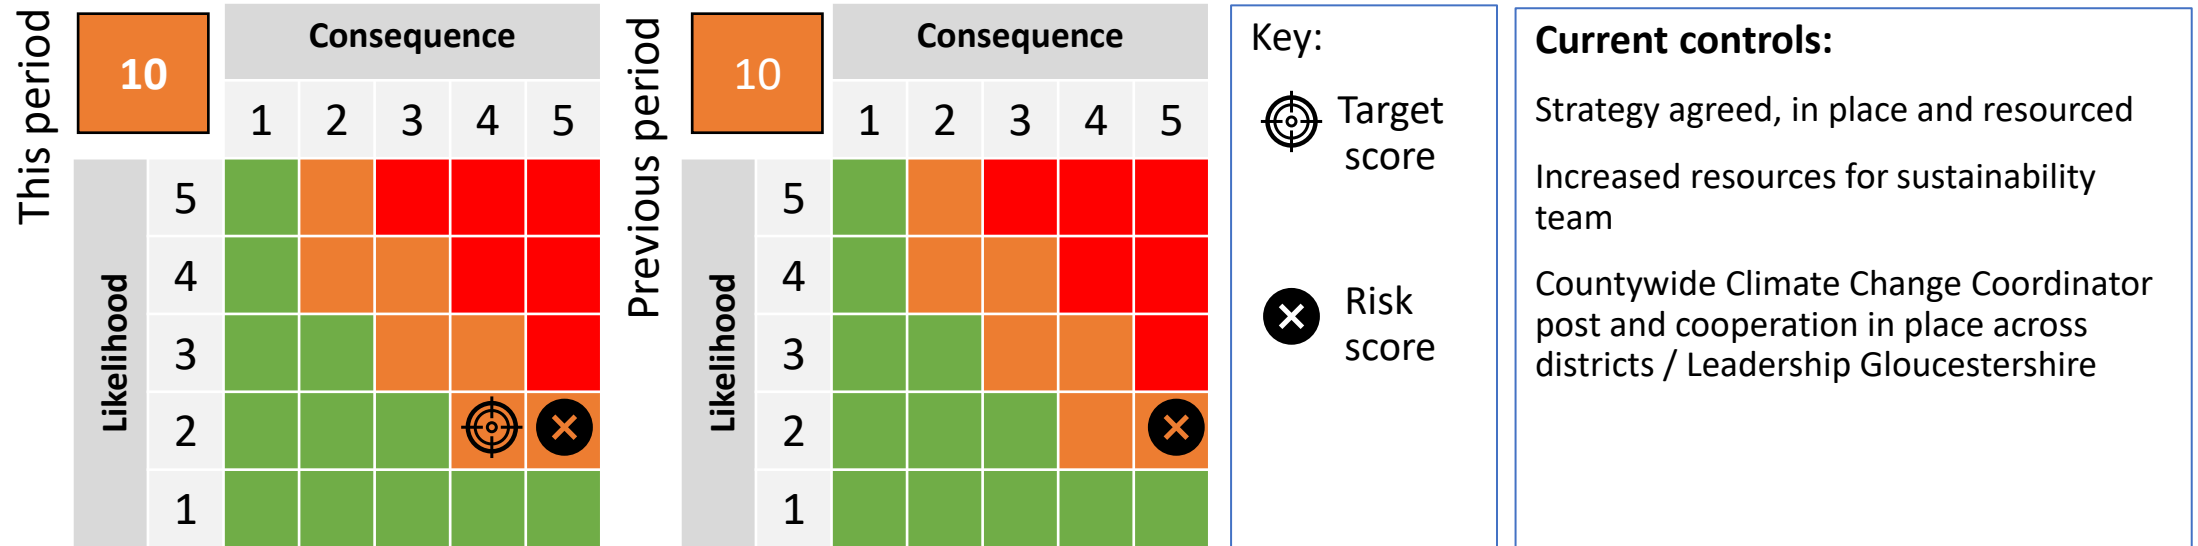 This period
10
Consequence
1 2 3 4 5
Likelihood
5
4
3
2
1
Previous period
10
Consequence
1 2 3 4 5
Likelihood
5
4
3
2
1
Key:
Target
score
Risk
score
Current controls:
Strategy agreed, in place and resourced
Increased resources for sustainability
team
Countywide Climate Change Coordinator
post and cooperation in place across
districts / Leadership Gloucestershire